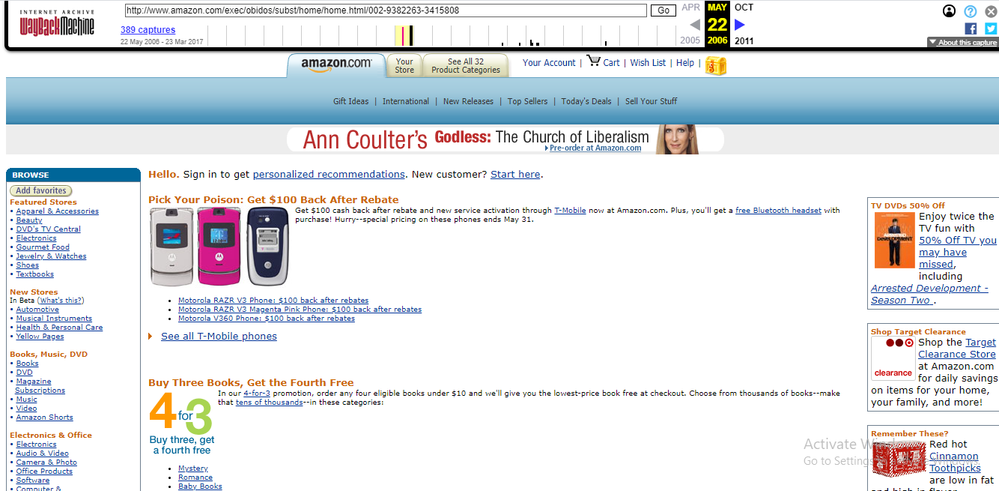 INTERNET ARCHIVE
WayBackMachine
http://www.amazon.com/exec/obidos/subst/home/home.html/002-9382263-3415808
Go
APR MAY OCT
389 captures
22 May 2006 - 23 Mar 2017
22
2005 2006 2011
About this capture
amazon.com
Your Store
See All 32 Product Categories
Your Account | Cart | Wish List | Help |
Gift Ideas | International | New Releases | Top Sellers | Today's Deals | Sell Your Stuff
Ann Coulter's Godless: The Church of Liberalism
Pre-order at Amazon.com
BROWSE
Add favorites
Featured Stores
• Apparel & Accessories
• Beauty
• DVD's TV Central
• Electronics
• Gourmet Food
• Jewelry & Watches
• Shoes
• Textbooks
New Stores
In Beta (What's this?)
• Automotive
• Musical Instruments
• Health & Personal Care
• Yellow Pages
Books, Music, DVD
• Books
• DVD
• Magazine
Subscriptions
• Music
• Video
• Amazon Shorts
Electronics & Office
• Electronics
• Audio & Video
• Camera & Photo
• Office Products
• Software
• Computer &
Hello. Sign in to get personalized recommendations. New customer? Start here.
Pick Your Poison: Get $100 Back After Rebate
Get $100 cash back after rebate and new service activation through T-Mobile now at Amazon.com. Plus, you'll get a free Bluetooth headset with
purchase! Hurry--special pricing on these phones ends May 31.
• Motorola RAZR V3 Phone: $100 back after rebates
• Motorola RAZR V3 Magenta Pink Phone: $100 back after rebates
• Motorola V360 Phone: $100 back after rebates
See all T-Mobile phones
Buy Three Books, Get the Fourth Free
4 for 3
Buy three, get
a fourth free
In our 4-for-3 promotion, order any four eligible books under $10 and we'll give you the lowest-price book free at checkout. Choose from thousands of books--make
that tens of thousands--in these categories:
• Mystery
• Romance
• Baby Books
TV DVDs 50% Off
ARRESTED
DEVELOPMENT
Enjoy twice the
TV fun with
50% Off TV you
may have
missed,
including
Arrested Development -
Season Two .
Shop Target Clearance
clearance
Shop the Target
Clearance Store
at Amazon.com
for daily savings
on items for your home,
your family, and more!
Remember These?
Red hot
Cinnamon
Toothpicks
are low in fat
and high in flavor.
Activate Windows
Go to Settings to activate Windows.